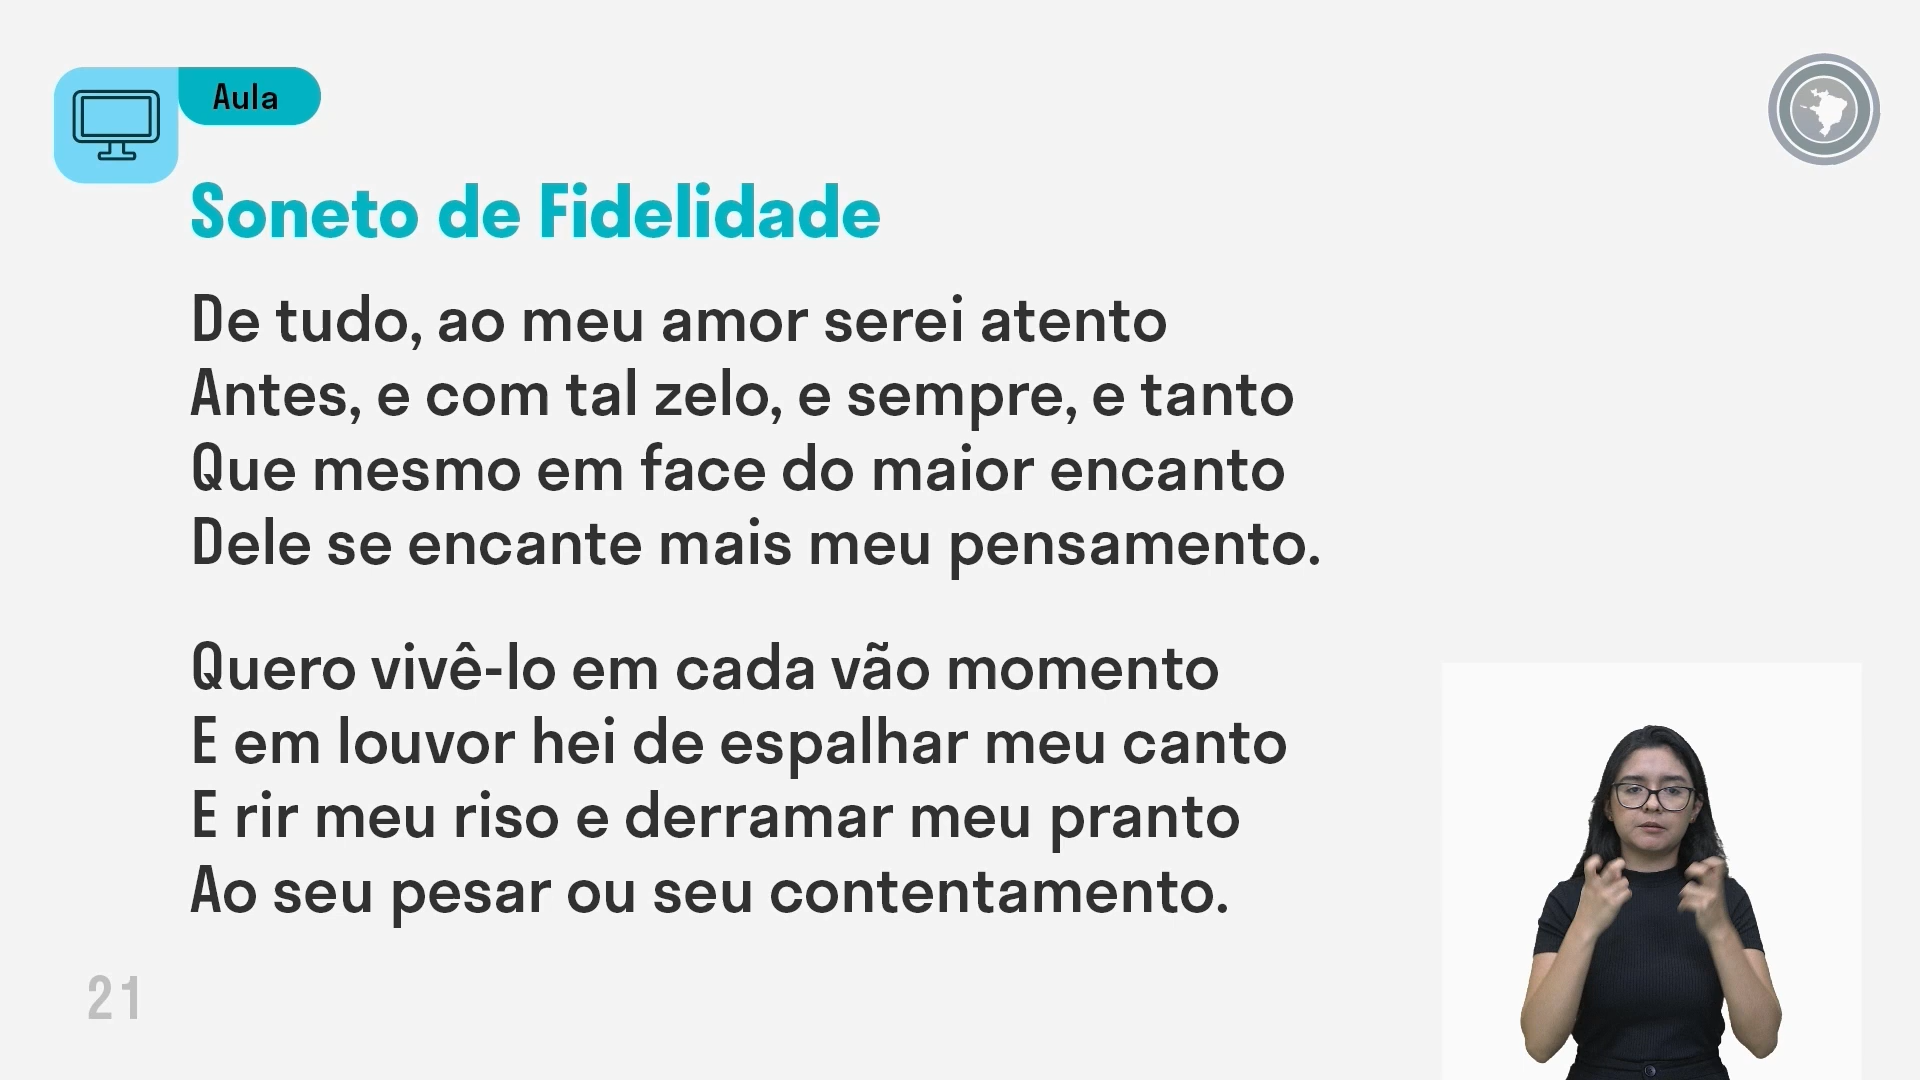 Aula
Soneto de Fidelidade
De tudo, ao meu amor serei atento
Antes, e com tal zelo, e sempre, e tanto
Que mesmo em face do maior encanto
Dele se encante mais meu pensamento.
Quero vivê-lo em cada vão momento
E em louvor hei de espalhar meu canto
E rir meu riso e derramar meu pranto
Ao seu pesar ou seu contentamento.
21